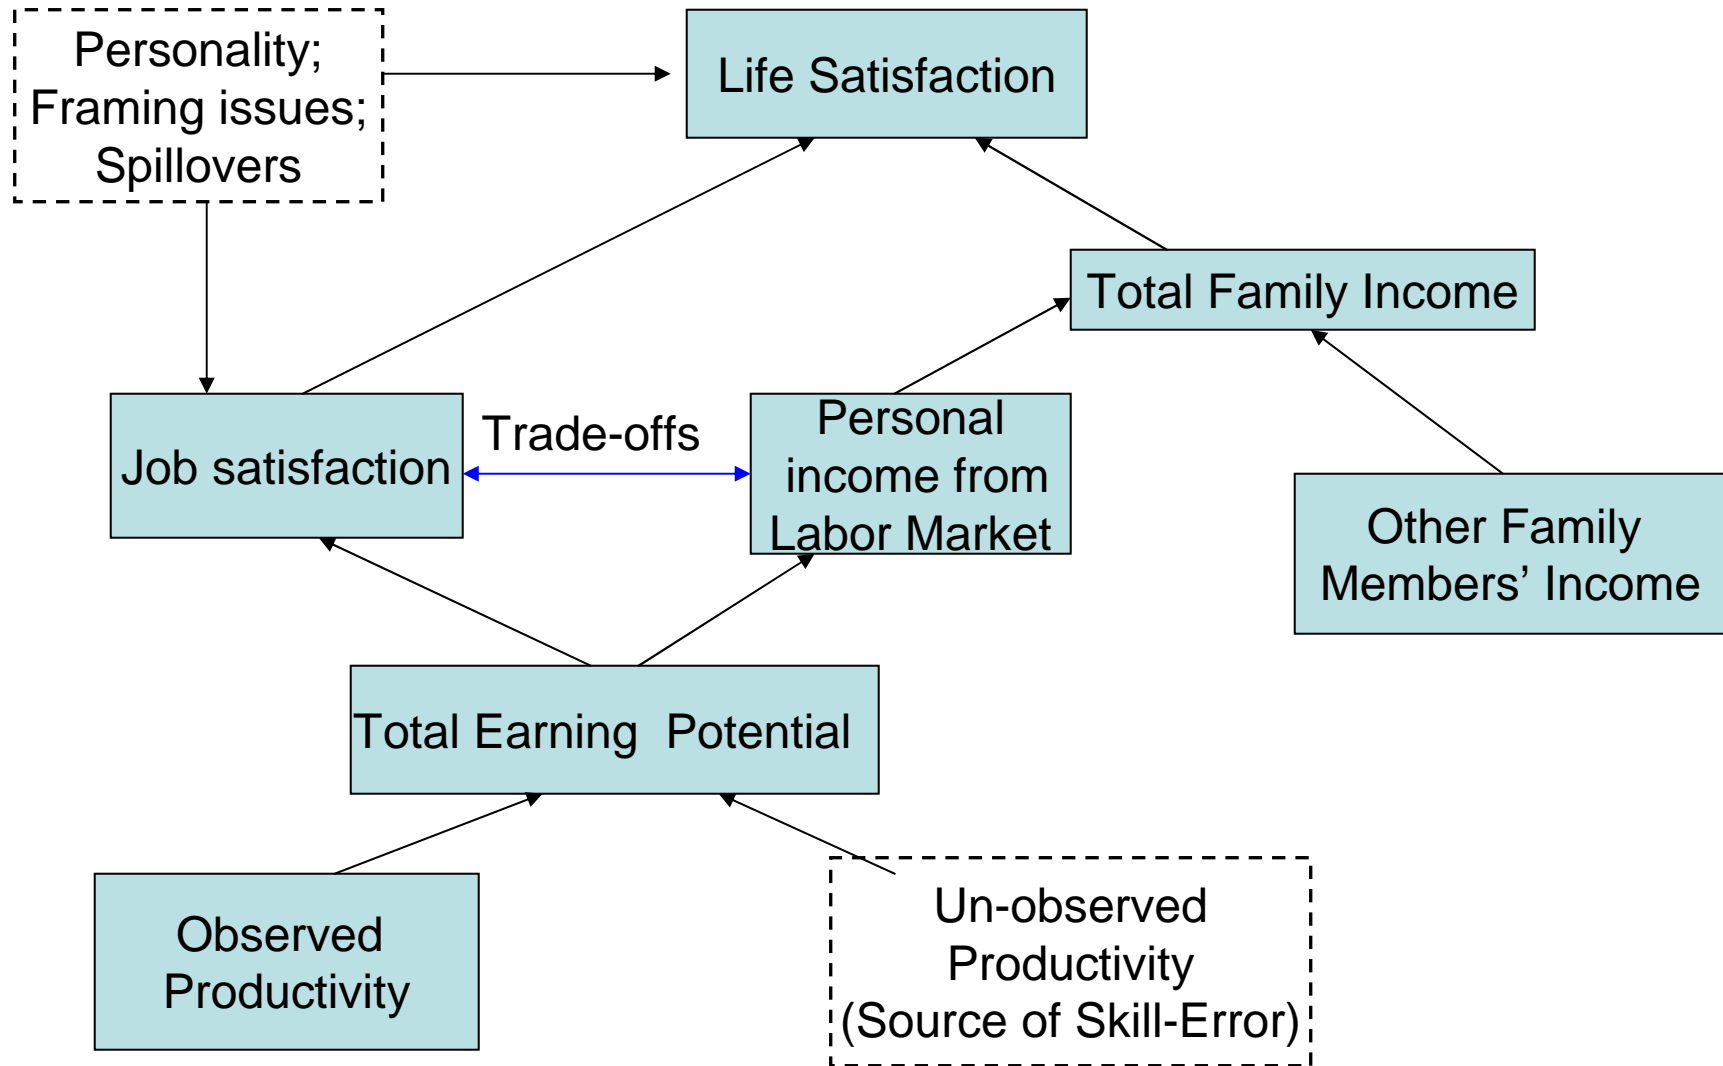 Personality;
Framing issues;
Spillovers
Life Satisfaction
Total Family Income
Job satisfaction
Trade-offs
Personal
income from
Labor Market
Other Family
Members’ Income
Total Earning  Potential
Observed
Productivity
Un-observed
Productivity
(Source of Skill-Error)